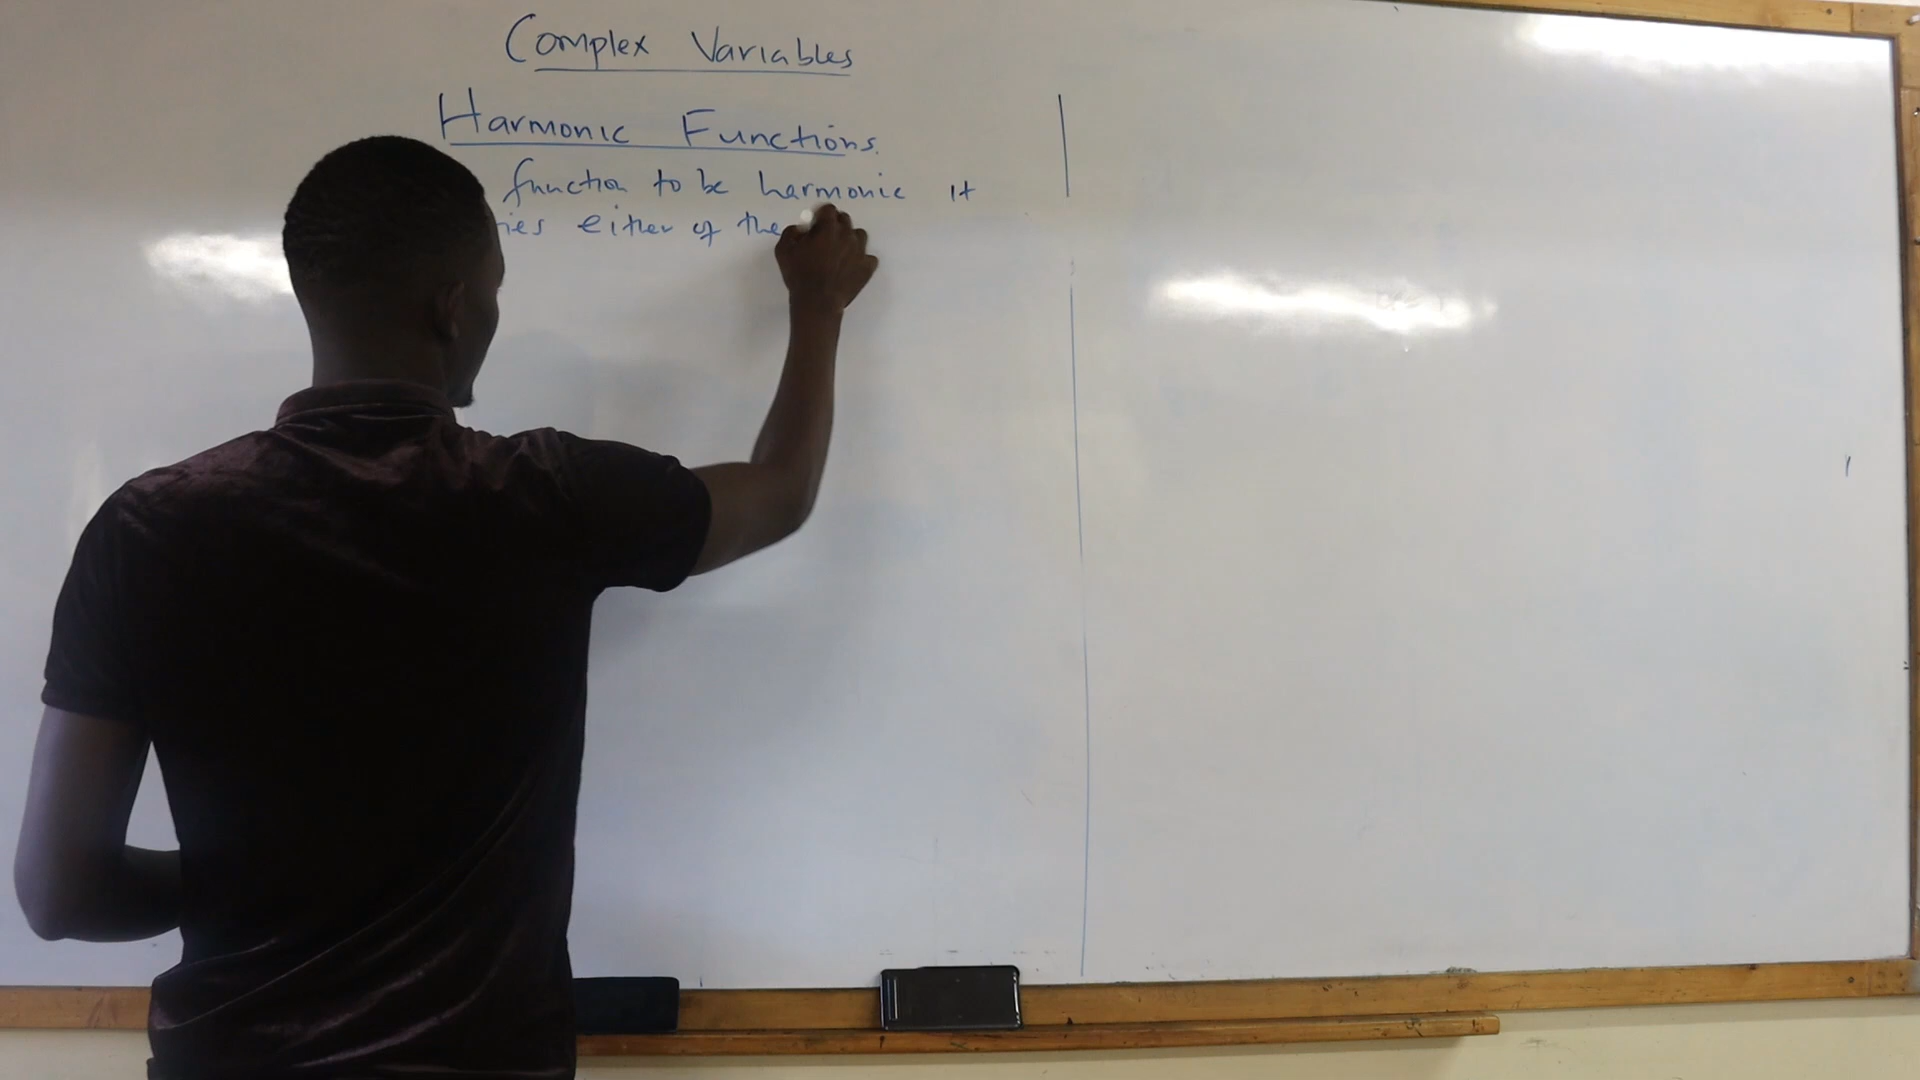 Complex Variables
Harmonic Functions.
function to be harmonic it
ies either of the